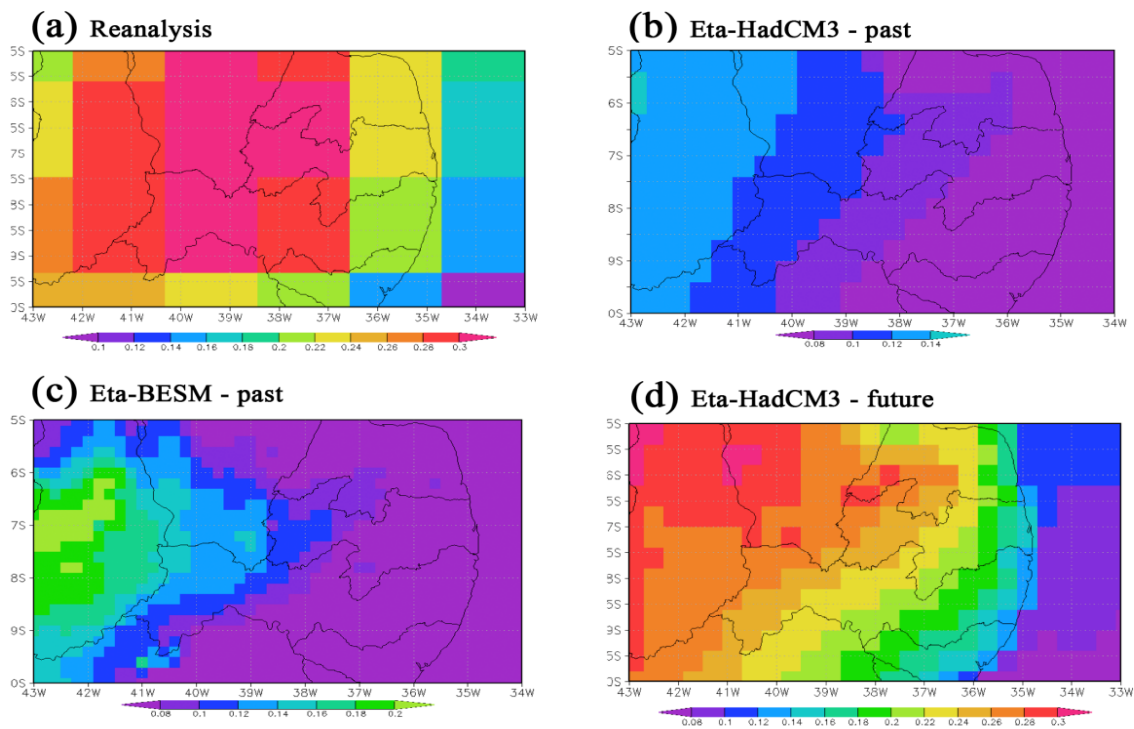 (a) Reanalysis
5S
5S
6S
5S
7S
5S
8S
5S
9S
5S
0S
43W 42W 41W 40W 39W 38W 37W 36W 35W 34W 33W
0.1 0.12 0.14 0.16 0.18 0.2 0.22 0.24 0.26 0.28 0.3
(b) Eta-HadCM3 - past
5S
6S
7S
8S
9S
0S
43W 42W 41W 40W 39W 38W 37W 36W 35W 34W
0.08 0.1 0.12 0.14
(c) Eta-BESM - past
5S
6S
7S
8S
9S
0S
43W 42W 41W 40W 39W 38W 37W 36W 35W 34W
0.08 0.1 0.12 0.14 0.16 0.18 0.2
(d) Eta-HadCM3 - future
5S
5S
6S
5S
7S
5S
8S
5S
9S
5S
0S
43W 42W 41W 40W 39W 38W 37W 36W 35W 34W 33W
0.12 0.14 0.16 0.2 0.22 0.24 0.26 0.28 0.3